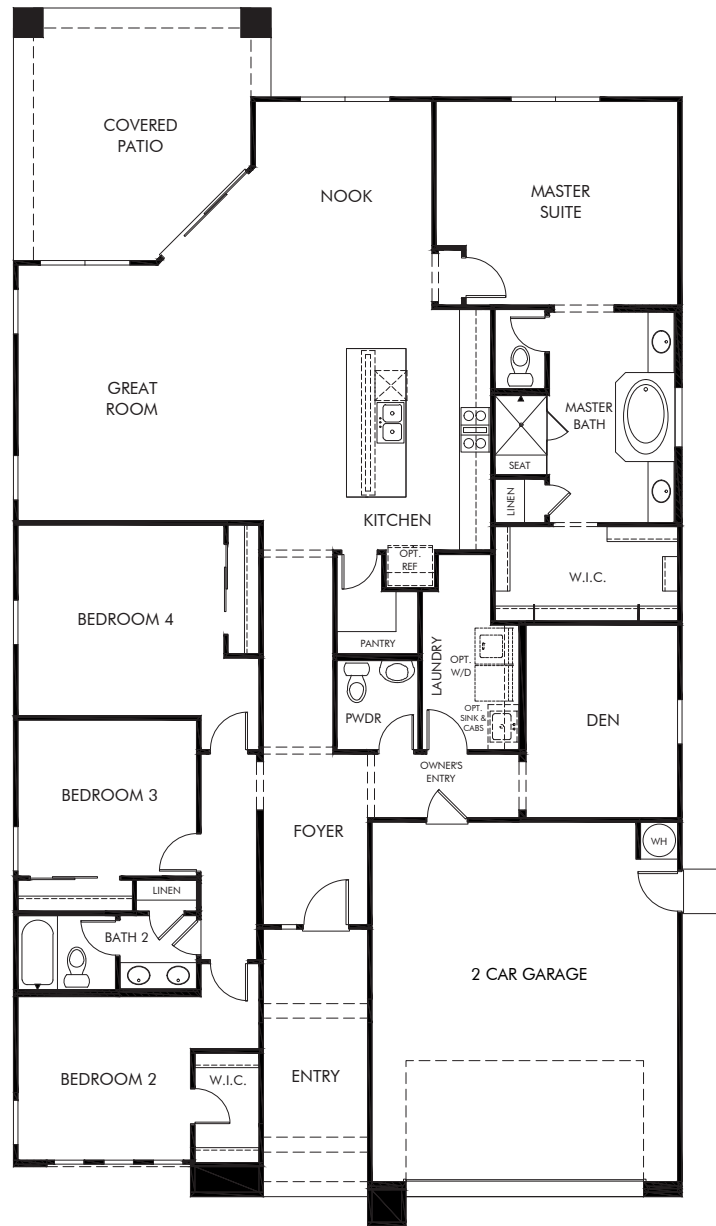 COVERED
PATIO
NOOK
MASTER
SUITE
GREAT
ROOM
MASTER
BATH
SEAT
LINEN
KITCHEN
OPT.
REF
W.I.C.
BEDROOM 4
PANTRY
LAUNDRY
OPT.
W/D
PWDR
OPT.
SINK &
CABS
DEN
OWNER'S
ENTRY
BEDROOM 3
FOYER
WH
LINEN
BATH 2
2 CAR GARAGE
BEDROOM 2
W.I.C.
ENTRY